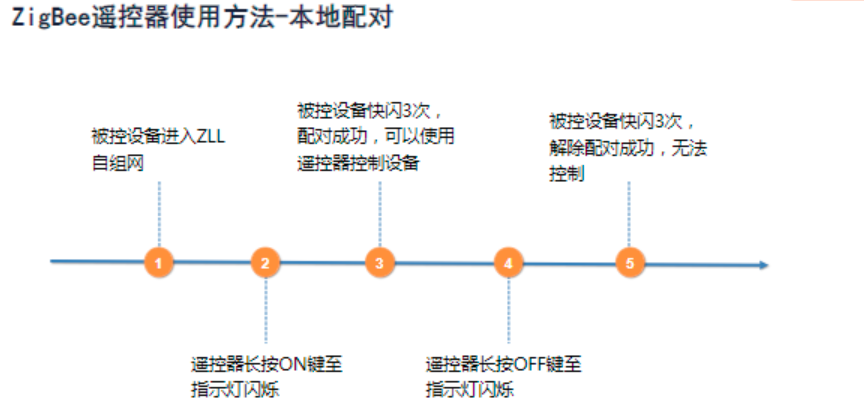 ZigBee遥控器使用方法-本地配对
被控设备进入ZLL
自组网
被控设备快闪3次，
配对成功，可以使用
遥控器控制设备
被控设备快闪3次，
解除配对成功，无法
控制
1
2
3
4
5
遥控器长按ON键至
指示灯闪烁
遥控器长按OFF键至
指示灯闪烁